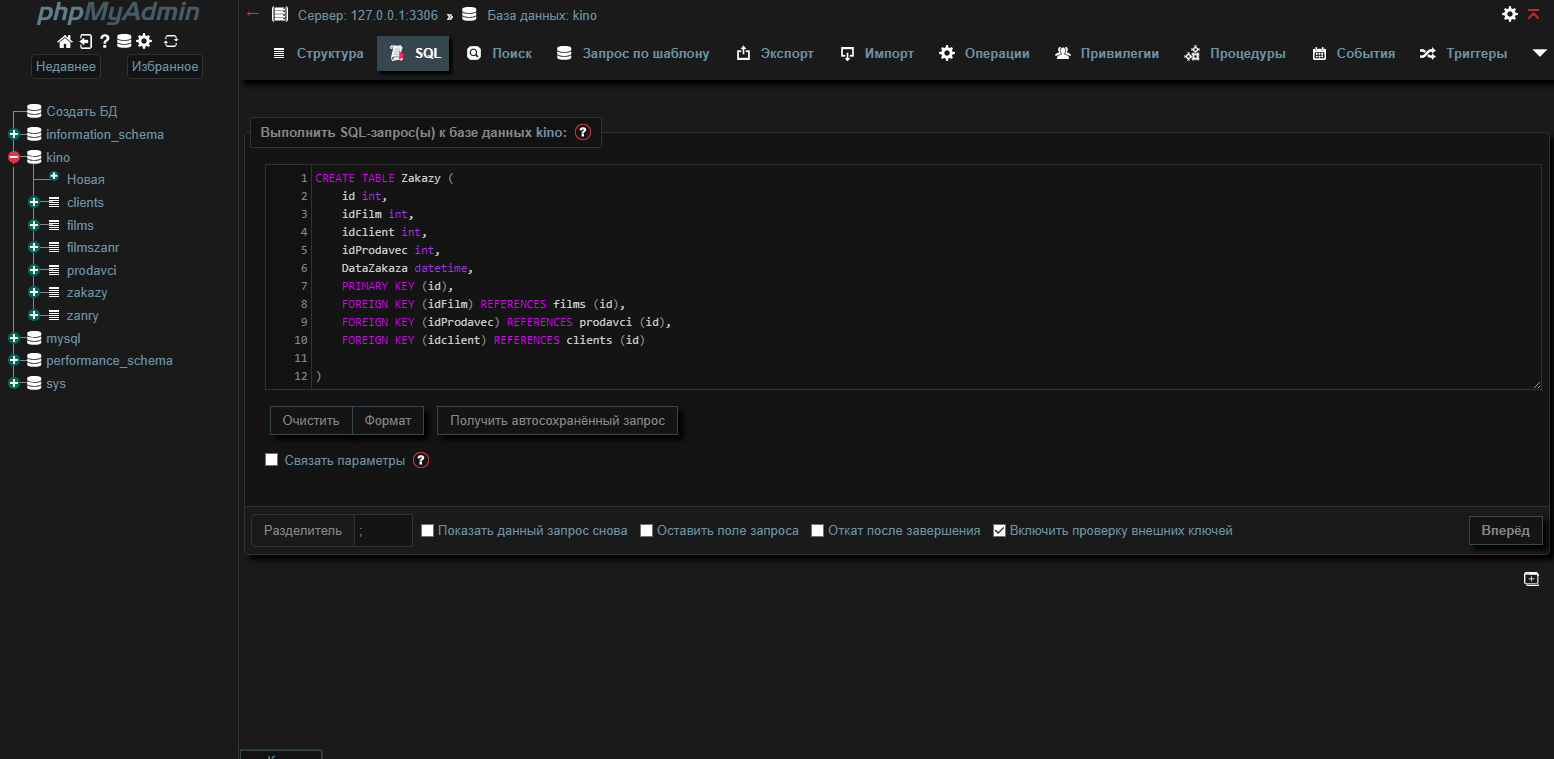 phpMyAdmin
Недавнее Избранное
Создать БД
information_schema
kino
Новая
clients
films
filmszanr
prodavci
zakazy
zanry
mysql
performance_schema
sys
Сервер: 127.0.0.1:3306 » База данных: kino
Структура SQL Поиск Запрос по шаблону Экспорт Импорт Операции Привилегии Процедуры События Триггеры
Выполнить SQL-запрос(ы) к базе данных kino:
1 CREATE TABLE Zakazy (
2 id int,
3 idFilm int,
4 idclient int,
5 idProdavec int,
6 DataZakaza datetime,
7 PRIMARY KEY (id),
8 FOREIGN KEY (idFilm) REFERENCES films (id),
9 FOREIGN KEY (idProdavec) REFERENCES prodavci (id),
10 FOREIGN KEY (idclient) REFERENCES clients (id)
11
12 )
Очистить Формат Получить автосохранённый запрос
Связать параметры
Разделитель ; Показать данный запрос снова Оставить поле запроса Откат после завершения Включить проверку внешних ключей Вперёд